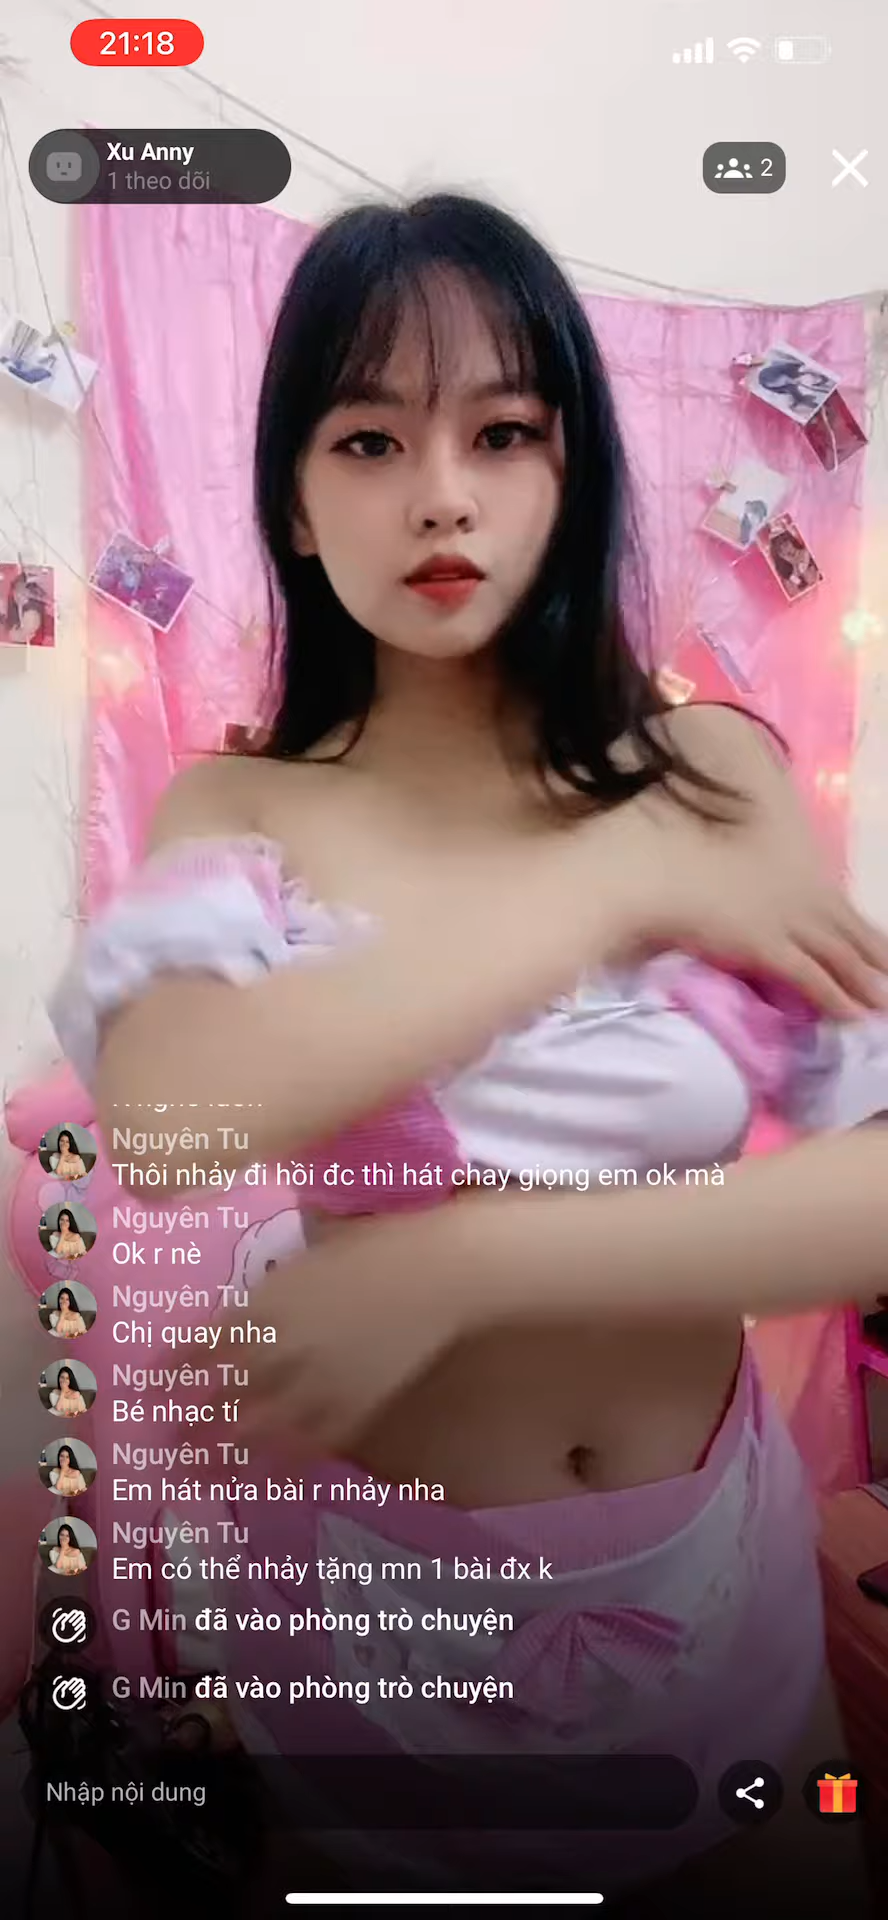 21:18
Xu Anny
1 theo dõi
2
Nguyên Tu
Thôi nhảy đi hồi đc thì hát chay giọng em ok mà
Nguyên Tu
Ok r nè
Nguyên Tu
Chị quay nha
Nguyên Tu
Bé nhạc tí
Nguyên Tu
Em hát nửa bài r nhảy nha
Nguyên Tu
Em có thể nhảy tặng mn 1 bài đx k
G Min đã vào phòng trò chuyện
G Min đã vào phòng trò chuyện
Nhập nội dung